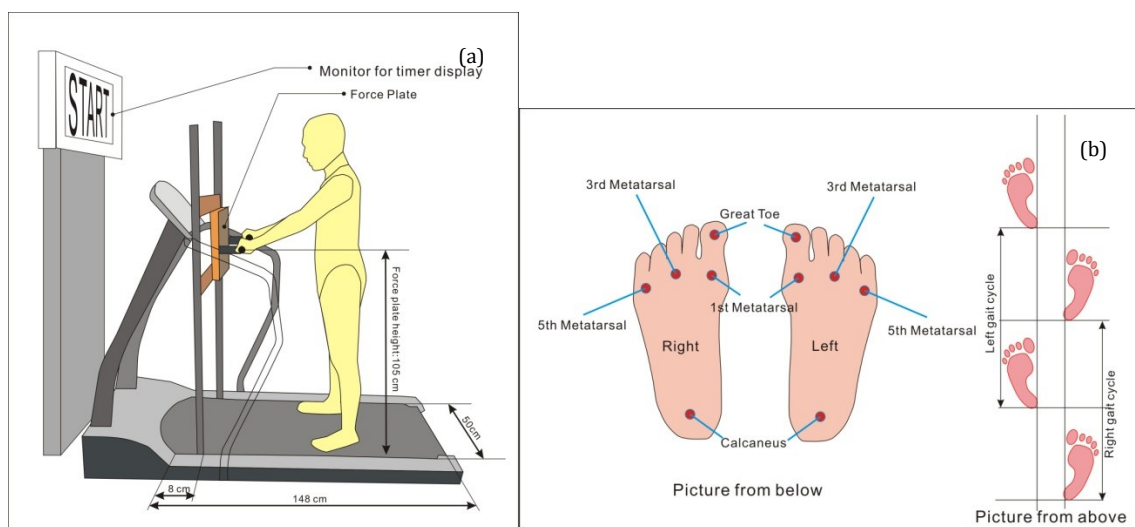 (a)
START
Monitor for timer display
Force Plate
Force plate height: 105 cm
50cm
8 cm
148 cm
(b)
3rd Metatarsal
3rd Metatarsal
Great Toe
5th Metatarsal
1st Metatarsal
5th Metatarsal
Right
Left
Calcaneus
Picture from below
Left gait cycle
Right gait cycle
Picture from above